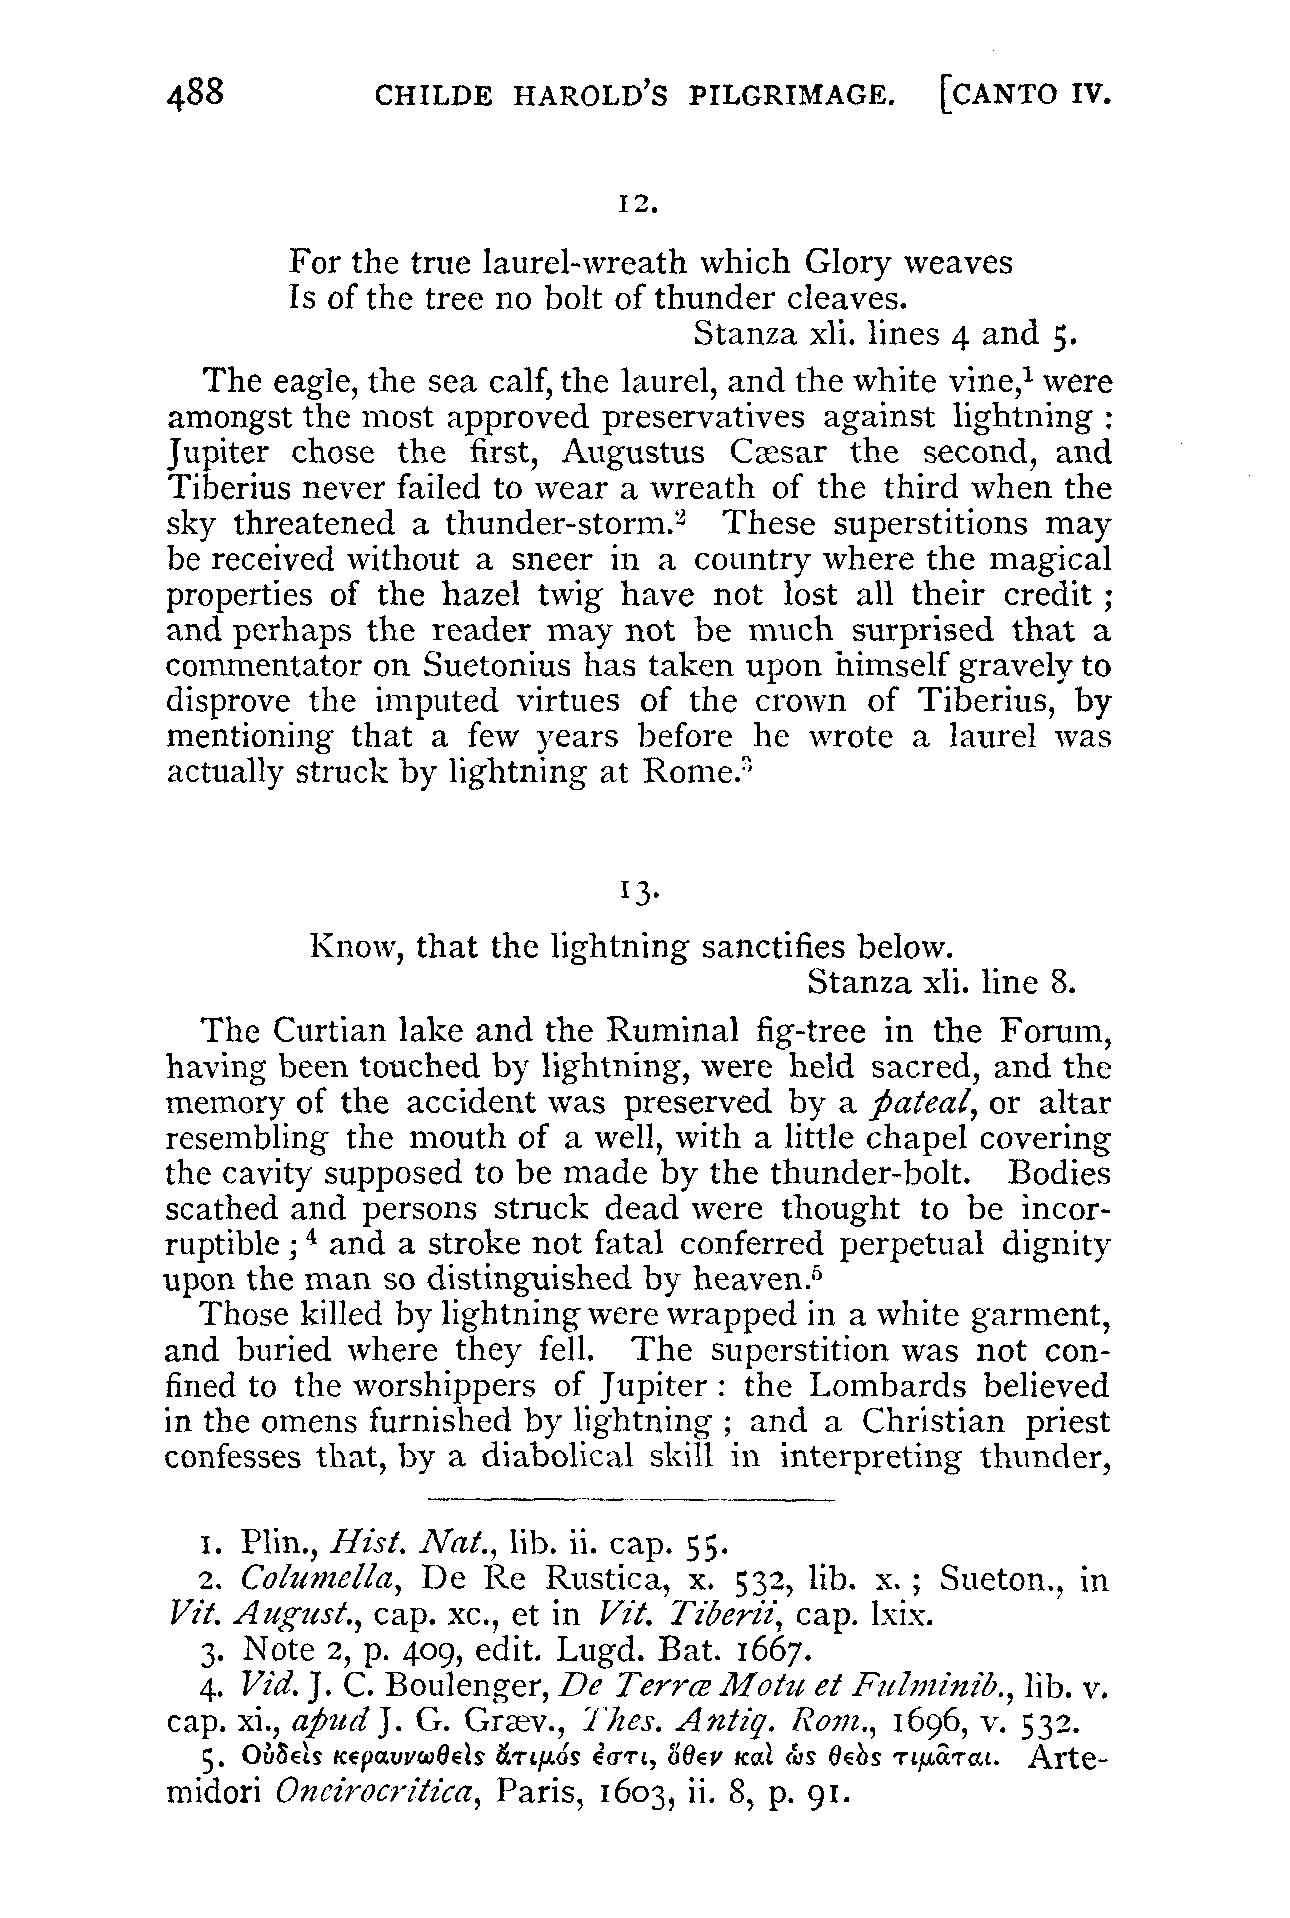 488 CHILDE HAROLD'S PILGRIMAGE. [CANTO IV.
12.
For the true laurel-wreath which Glory weaves
Is of the tree no bolt of thunder cleaves.
Stanza xli. lines 4 and 5.
The eagle, the sea calf, the laurel, and the white vine,¹ were
amongst the most approved preservatives against lightning :
Jupiter chose the first, Augustus Cæsar the second, and
Tiberius never failed to wear a wreath of the third when the
sky threatened a thunder-storm.² These superstitions may
be received without a sneer in a country where the magical
properties of the hazel twig have not lost all their credit ;
and perhaps the reader may not be much surprised that a
commentator on Suetonius has taken upon himself gravely to
disprove the imputed virtues of the crown of Tiberius, by
mentioning that a few years before he wrote a laurel was
actually struck by lightning at Rome.³
13.
Know, that the lightning sanctifies below.
Stanza xli. line 8.
The Curtian lake and the Ruminal fig-tree in the Forum,
having been touched by lightning, were held sacred, and the
memory of the accident was preserved by a pateal, or altar
resembling the mouth of a well, with a little chapel covering
the cavity supposed to be made by the thunder-bolt. Bodies
scathed and persons struck dead were thought to be incor-
ruptible ;⁴ and a stroke not fatal conferred perpetual dignity
upon the man so distinguished by heaven.⁵
Those killed by lightning were wrapped in a white garment,
and buried where they fell. The superstition was not con-
fined to the worshippers of Jupiter : the Lombards believed
in the omens furnished by lightning ; and a Christian priest
confesses that, by a diabolical skill in interpreting thunder,
1. Plin., Hist. Nat., lib. ii. cap. 55.
2. Columella, De Re Rustica, x. 532, lib. x. ; Sueton., in
Vit. August., cap. xc., et in Vit. Tiberii, cap. lxix.
3. Note 2, p. 409, edit. Lugd. Bat. 1667.
4. Vid. J. C. Boulenger, De Terræ Motu et Fulminib., lib. v.
cap. xi., apud J. G. Græv., Thes. Antiq. Rom., 1696, v. 532.
5. Οὐδεὶς κεραυνωθεὶς ἄτιμός ἐστι, ὅθεν καὶ ὡς θεὸς τιμᾶται. Arte-
midori Oneirocritica, Paris, 1603, ii. 8, p. 91.